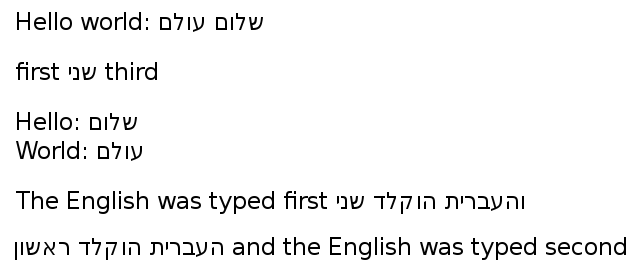 Hello world: שלום עולם
first שני third
Hello: שלום
World: עולם
The English was typed first והעברית הוקלד שני
העברית הוקלד ראשון and the English was typed second